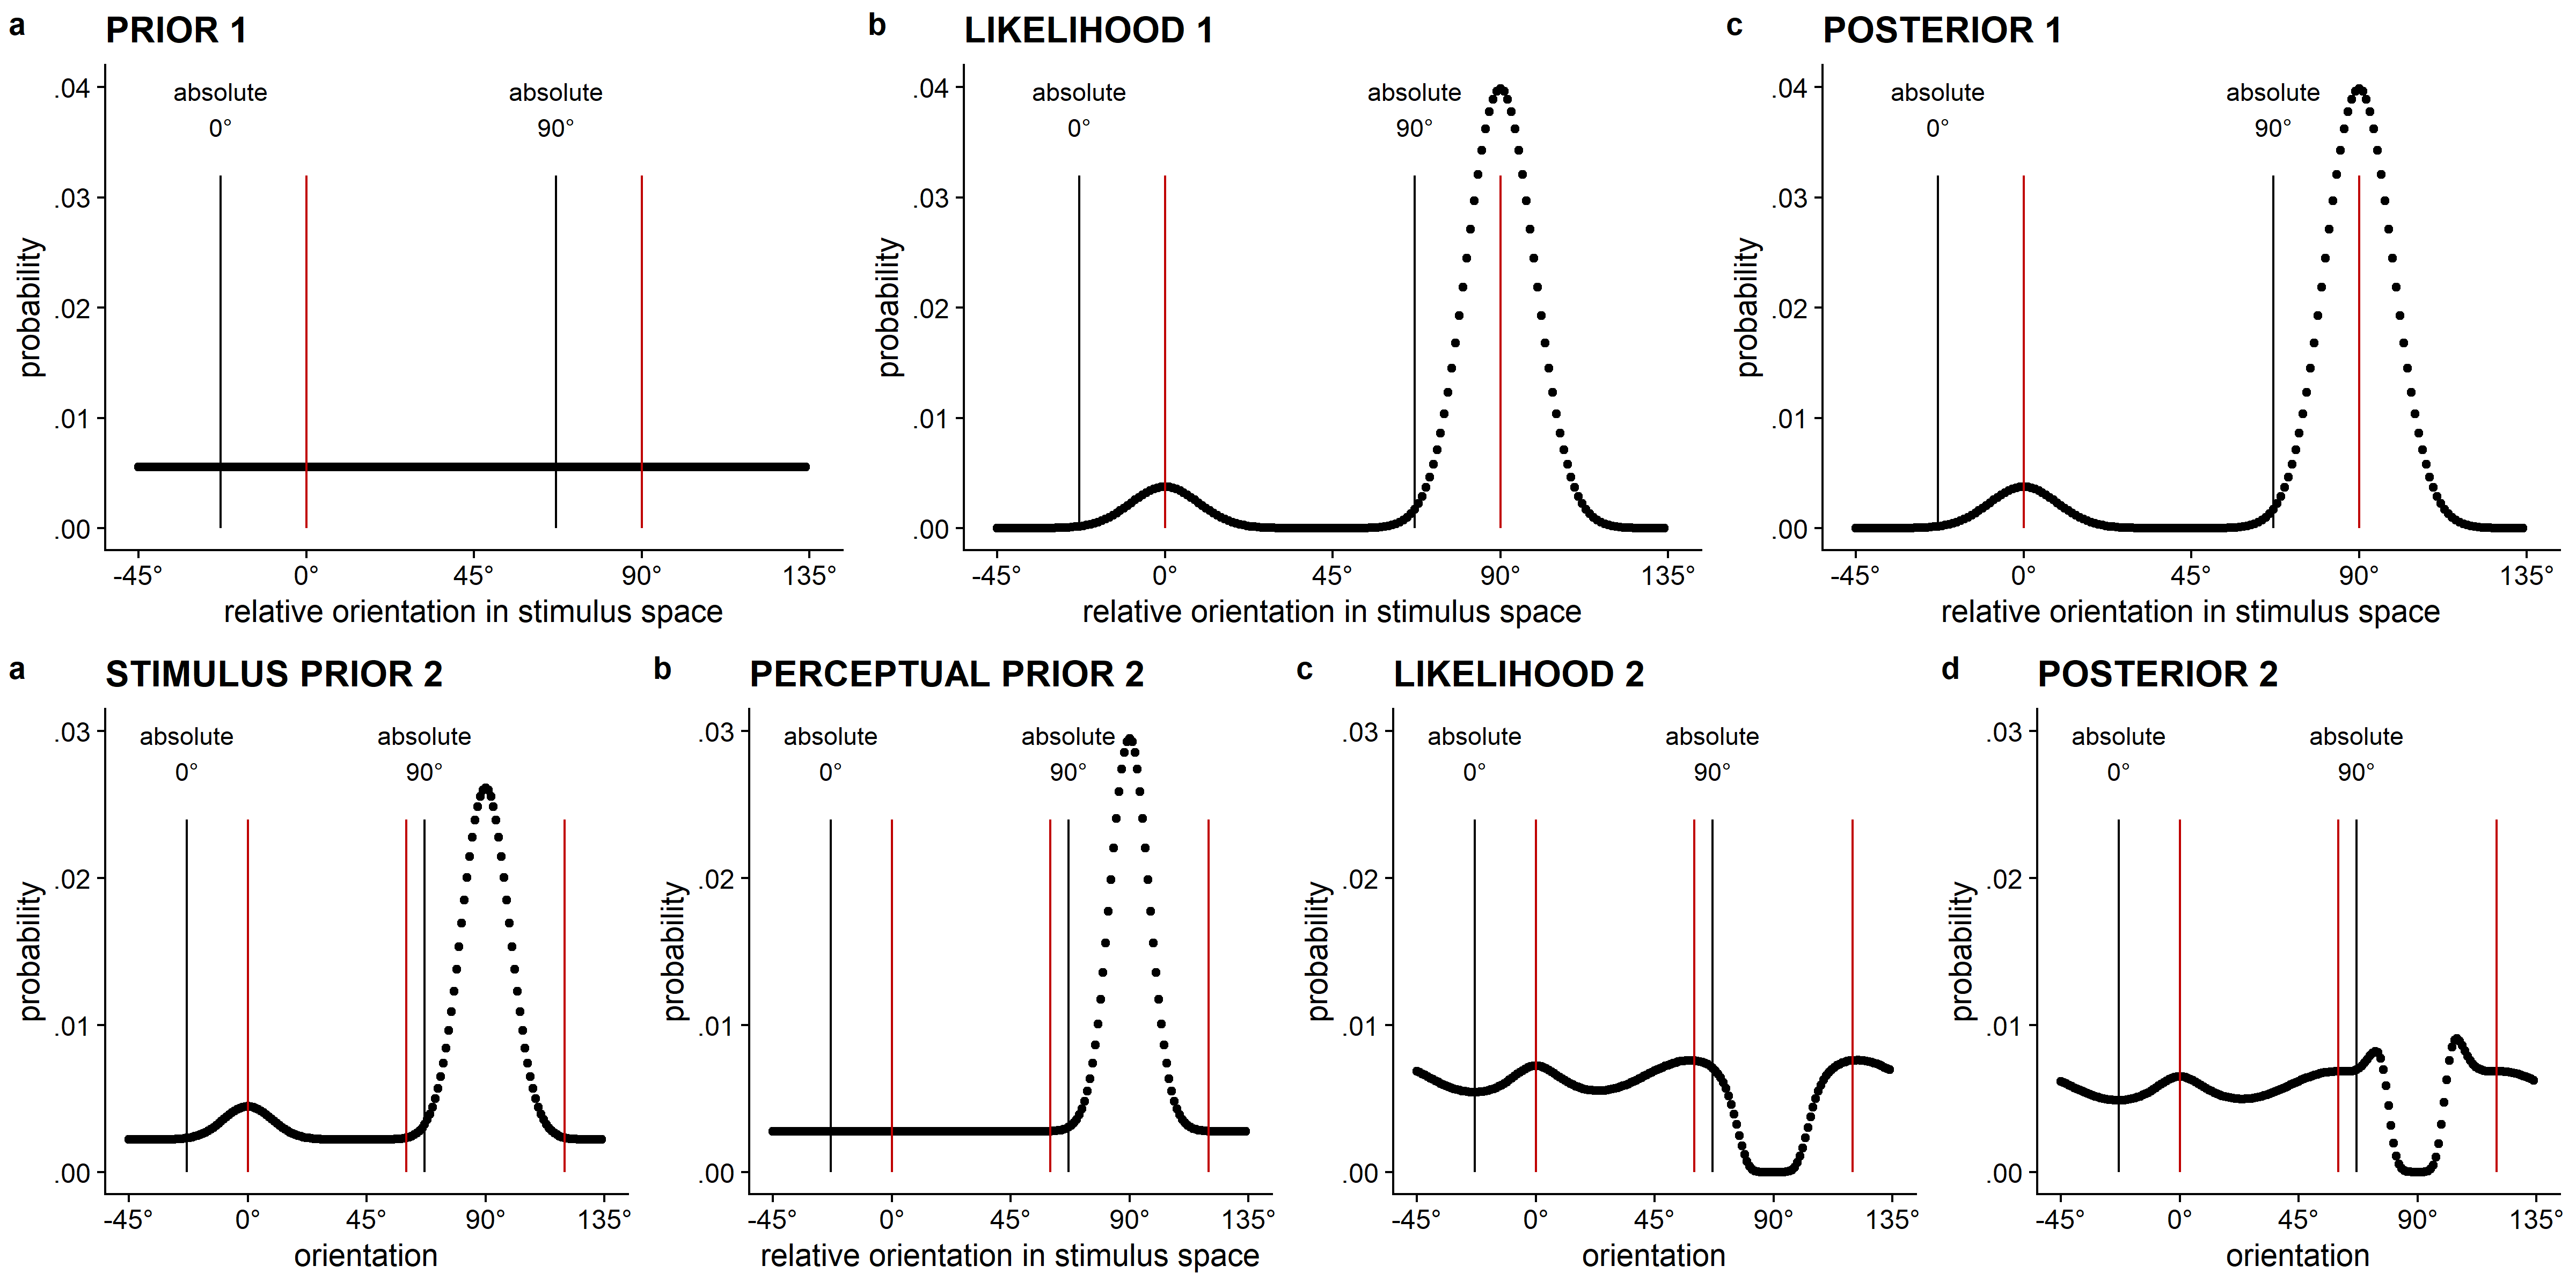 a PRIOR 1
.04
.03
.02
.01
.00
absolute
0°
absolute
90°
probability
-45° 0° 45° 90° 135°
relative orientation in stimulus space
b LIKELIHOOD 1
.04
.03
.02
.01
.00
absolute
0°
absolute
90°
probability
-45° 0° 45° 90° 135°
relative orientation in stimulus space
c POSTERIOR 1
.04
.03
.02
.01
.00
absolute
0°
absolute
90°
probability
-45° 0° 45° 90° 135°
relative orientation in stimulus space
a STIMULUS PRIOR 2
.03
.02
.01
.00
absolute
0°
absolute
90°
probability
-45° 0° 45° 90° 135°
orientation
b PERCEPTUAL PRIOR 2
.03
.02
.01
.00
absolute
0°
absolute
90°
probability
-45° 0° 45° 90° 135°
relative orientation in stimulus space
c LIKELIHOOD 2
.03
.02
.01
.00
absolute
0°
absolute
90°
probability
-45° 0° 45° 90° 135°
orientation
d POSTERIOR 2
.03
.02
.01
.00
absolute
0°
absolute
90°
probability
-45° 0° 45° 90° 135°
orientation